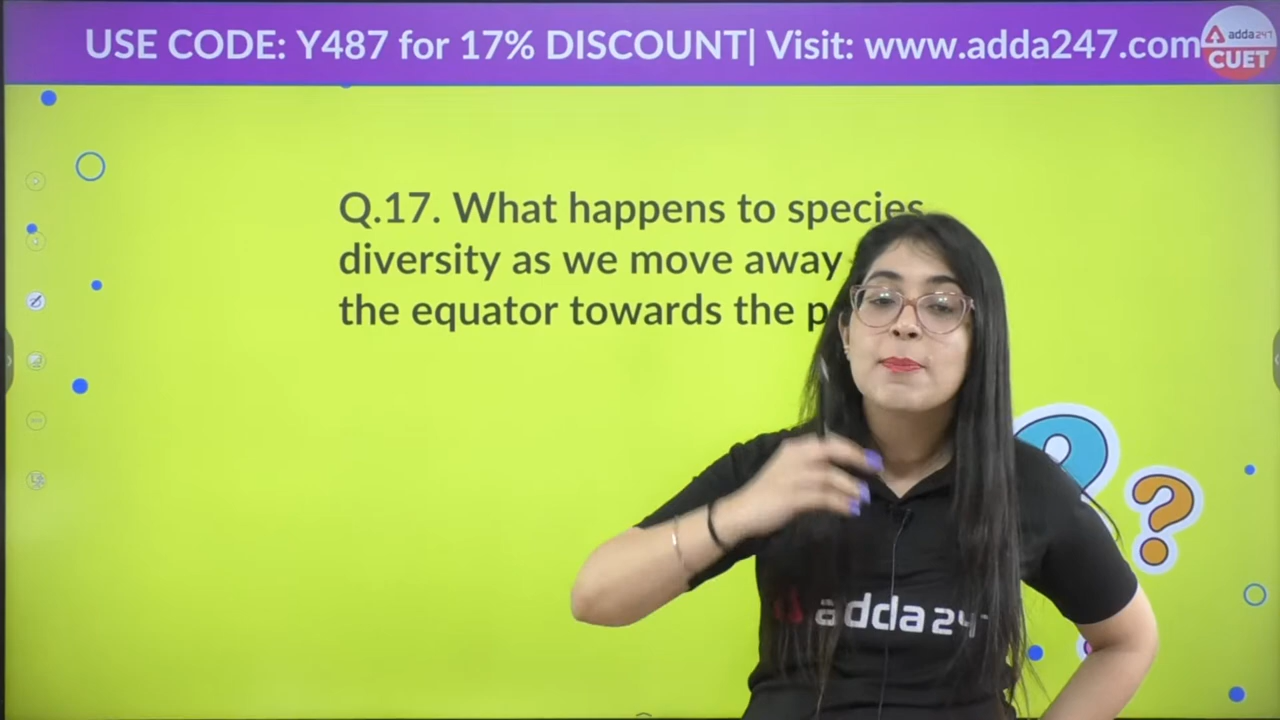 USE CODE: Y487 for 17% DISCOUNT| Visit: www.adda247.com
adda247
CUET
Q.17. What happens to species
diversity as we move away
the equator towards the
adda247